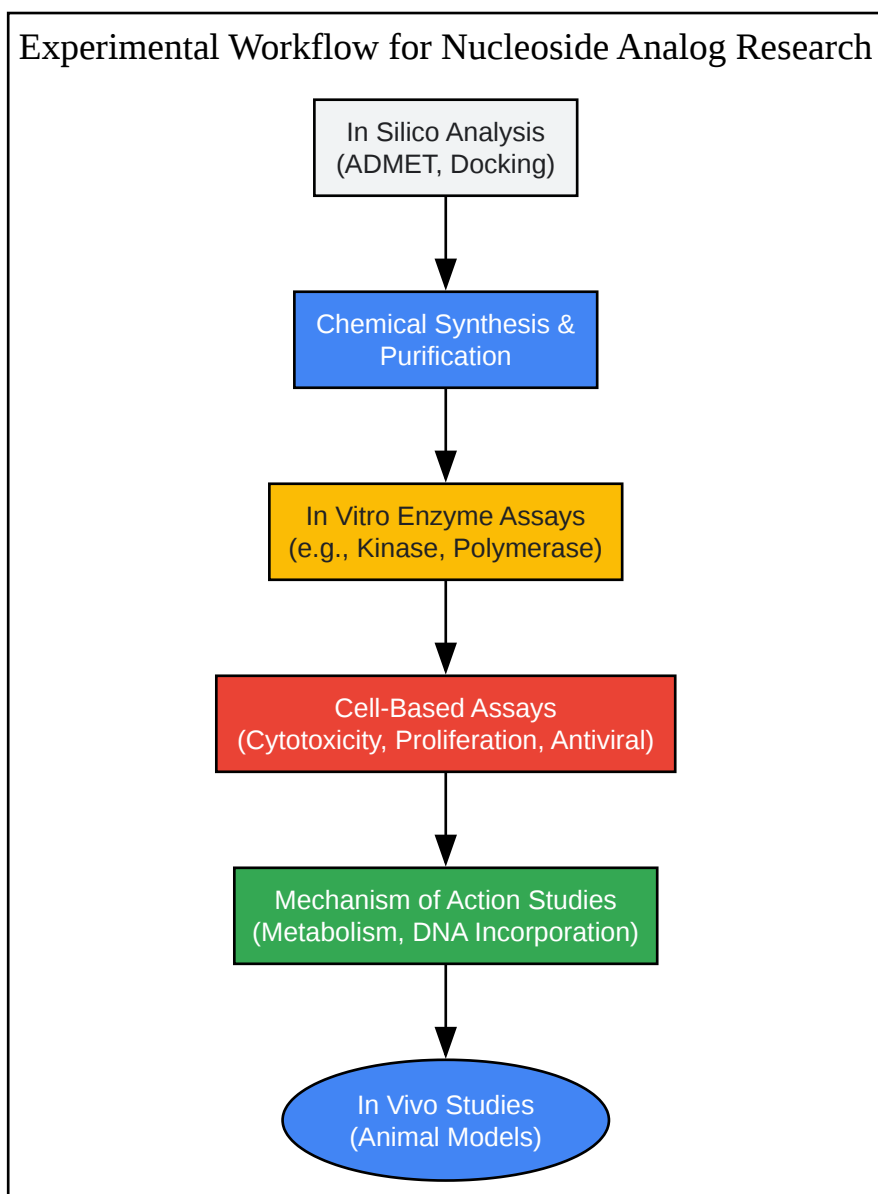 Experimental Workflow for Nucleoside Analog Research
In Silico Analysis
(ADMET, Docking)
Chemical Synthesis &
Purification
In Vitro Enzyme Assays
(e.g., Kinase, Polymerase)
Cell-Based Assays
(Cytotoxicity, Proliferation, Antiviral)
Mechanism of Action Studies
(Metabolism, DNA Incorporation)
In Vivo Studies
(Animal Models)